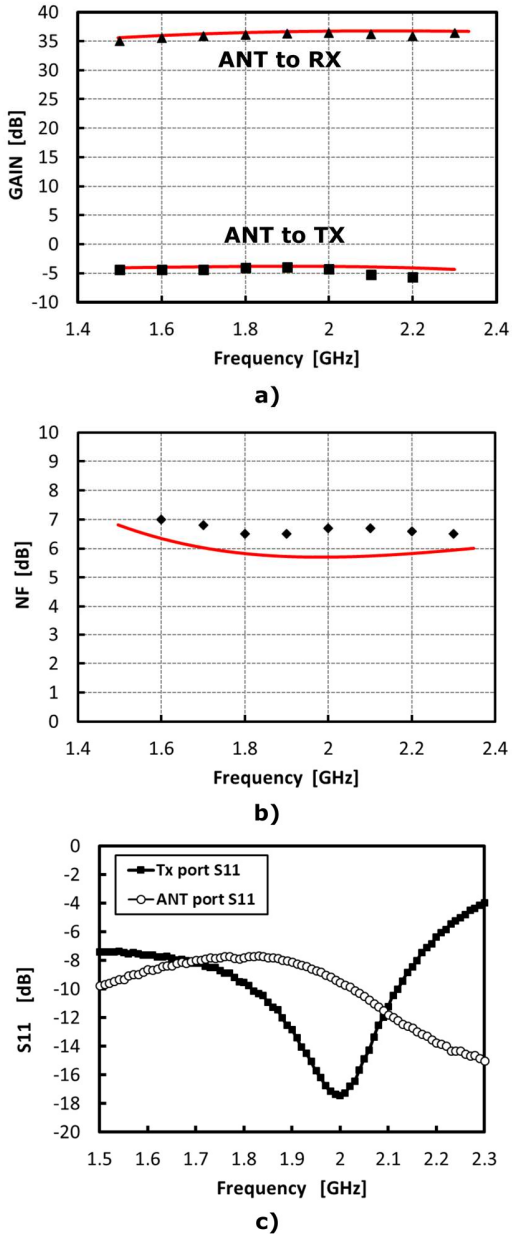 40
35
30
25
20
15
10
5
0
-5
-10
GAIN [dB]
ANT to RX
ANT to TX
1.4 1.6 1.8 2 2.2 2.4
Frequency [GHz]
a)
10
9
8
7
6
5
4
3
2
1
0
NF [dB]
1.4 1.6 1.8 2 2.2 2.4
Frequency [GHz]
b)
0
-2
-4
-6
-8
-10
-12
-14
-16
-18
-20
S11 [dB]
Tx port S11
ANT port S11
1.5 1.6 1.7 1.8 1.9 2 2.1 2.2 2.3
Frequency [GHz]
c)